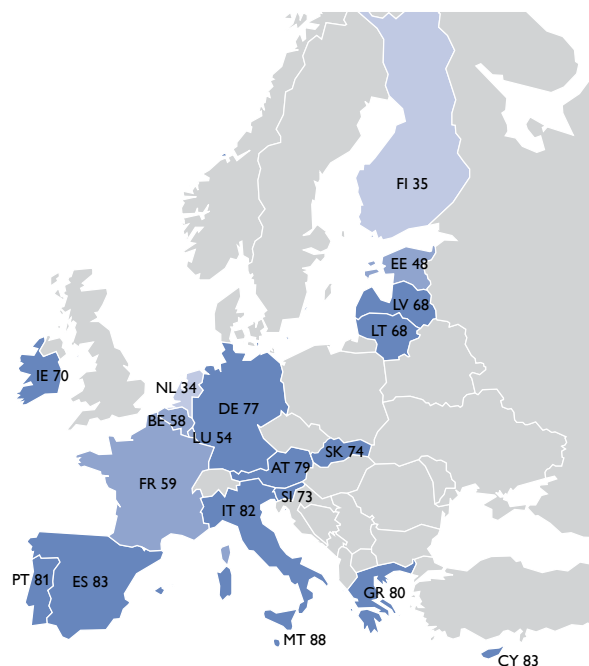 FI 35
EE 48
LV 68
LT 68
IE 70
NL 34
DE 77
BE 58
LU 54
SK 74
AT 79
FR 59
SI 73
IT 82
PT 81
ES 83
GR 80
MT 88
CY 83